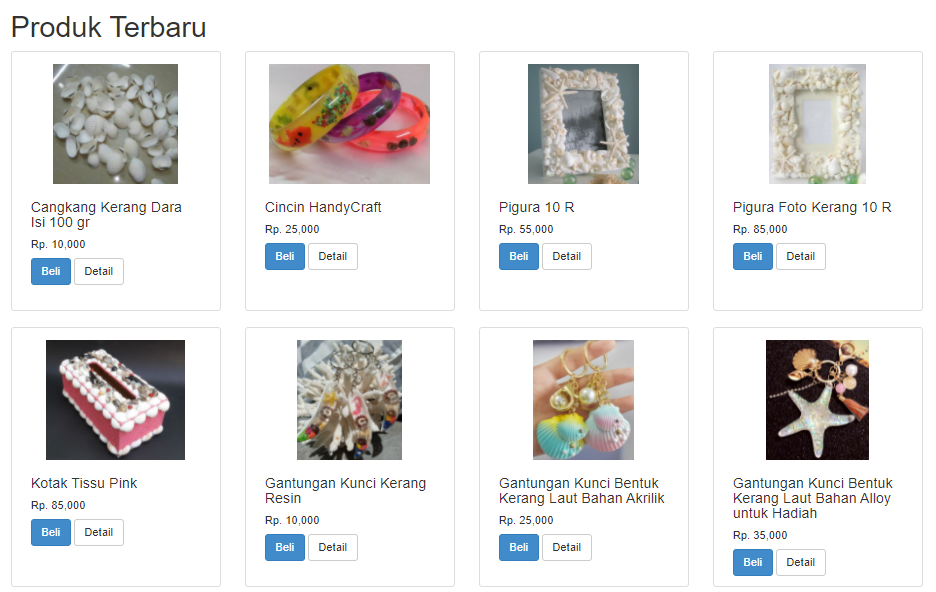 Produk Terbaru
Cangkang Kerang Dara
Isi 100 gr
Rp. 10,000
Beli Detail
Cincin HandyCraft
Rp. 25,000
Beli Detail
Pigura 10 R
Rp. 55,000
Beli Detail
Pigura Foto Kerang 10 R
Rp. 85,000
Beli Detail
Kotak Tissu Pink
Rp. 85,000
Beli Detail
Gantungan Kunci Kerang
Resin
Rp. 10,000
Beli Detail
Gantungan Kunci Bentuk
Kerang Laut Bahan Akrilik
Rp. 25,000
Beli Detail
Gantungan Kunci Bentuk
Kerang Laut Bahan Alloy
untuk Hadiah
Rp. 35,000
Beli Detail